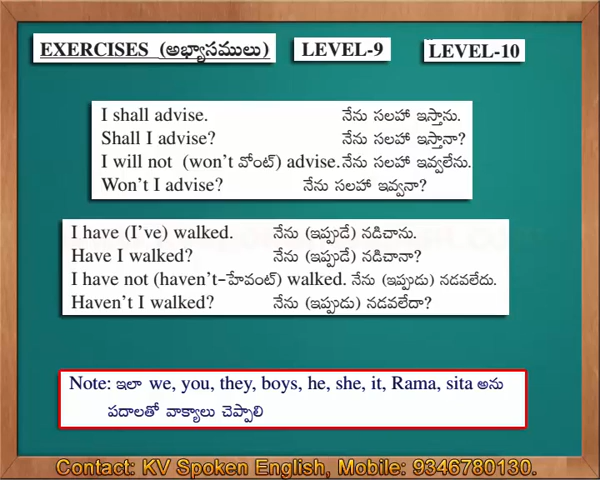 EXERCISES (అభ్యాసములు) LEVEL-9 LEVEL-10
I shall advise. నేను సలహా ఇస్తాను.
Shall I advise? నేను సలహా ఇస్తానా?
I will not (won't వోంట్) advise. నేను సలహా ఇవ్వలేను.
Won't I advise? నేను సలహా ఇవ్వనా?
I have (I've) walked. నేను (ఇప్పుడే) నడిచాను.
Have I walked? నేను (ఇప్పుడే) నడిచానా?
I have not (haven't-హేవంట్) walked. నేను (ఇప్పుడు) నడవలేదు.
Haven't I walked? నేను (ఇప్పుడు) నడవలేదా?
Note: ఇలా we, you, they, boys, he, she, it, Rama, sita అను
పదాలతో వాక్యాలు చెప్పాలి
Contact: KV Spoken English, Mobile: 9346780130.